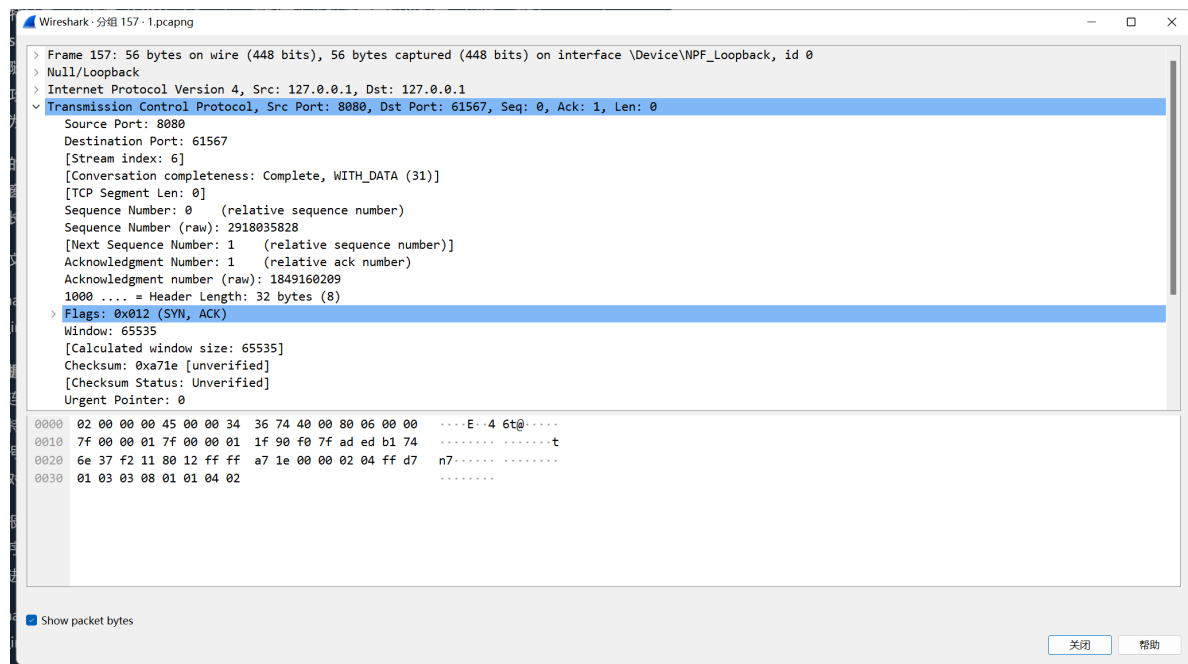 Wireshark · 分组 157 · 1.pcapng
Frame 157: 56 bytes on wire (448 bits), 56 bytes captured (448 bits) on interface \Device\NPF_Loopback, id 0
Null/Loopback
Internet Protocol Version 4, Src: 127.0.0.1, Dst: 127.0.0.1
Transmission Control Protocol, Src Port: 8080, Dst Port: 61567, Seq: 0, Ack: 1, Len: 0
Source Port: 8080
Destination Port: 61567
[Stream index: 6]
[Conversation completeness: Complete, WITH_DATA (31)]
[TCP Segment Len: 0]
Sequence Number: 0    (relative sequence number)
Sequence Number (raw): 2918035828
[Next Sequence Number: 1    (relative sequence number)]
Acknowledgment Number: 1    (relative ack number)
Acknowledgment number (raw): 1849160209
1000 .... = Header Length: 32 bytes (8)
Flags: 0x012 (SYN, ACK)
Window: 65535
[Calculated window size: 65535]
Checksum: 0xa71e [unverified]
[Checksum Status: Unverified]
Urgent Pointer: 0
0000 02 00 00 00 45 00 00 34 36 74 40 00 80 06 00 00 ····E··4 6t@·····
0010 7f 00 00 01 7f 00 00 01 1f 90 f0 7f ad ed b1 74 ········ ·······t
0020 6e 37 f2 11 80 12 ff ff a7 1e 00 00 02 04 ff d7 n7······ ········
0030 01 03 03 08 01 01 04 02 ········
Show packet bytes
关闭 帮助